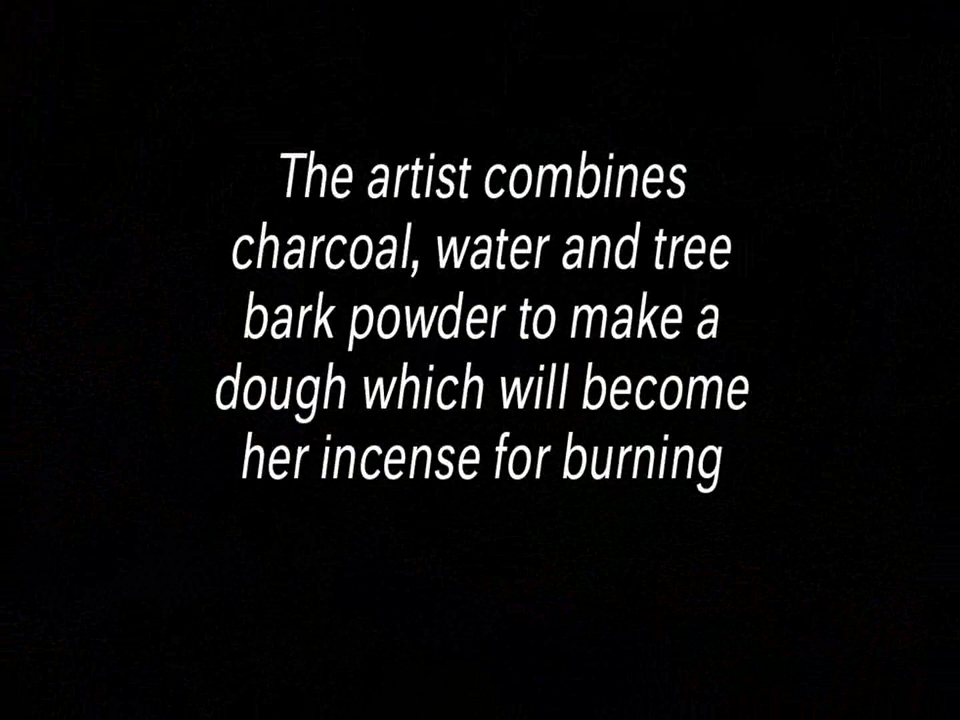 The artist combines
charcoal, water and tree
bark powder to make a
dough which will become
her incense for burning